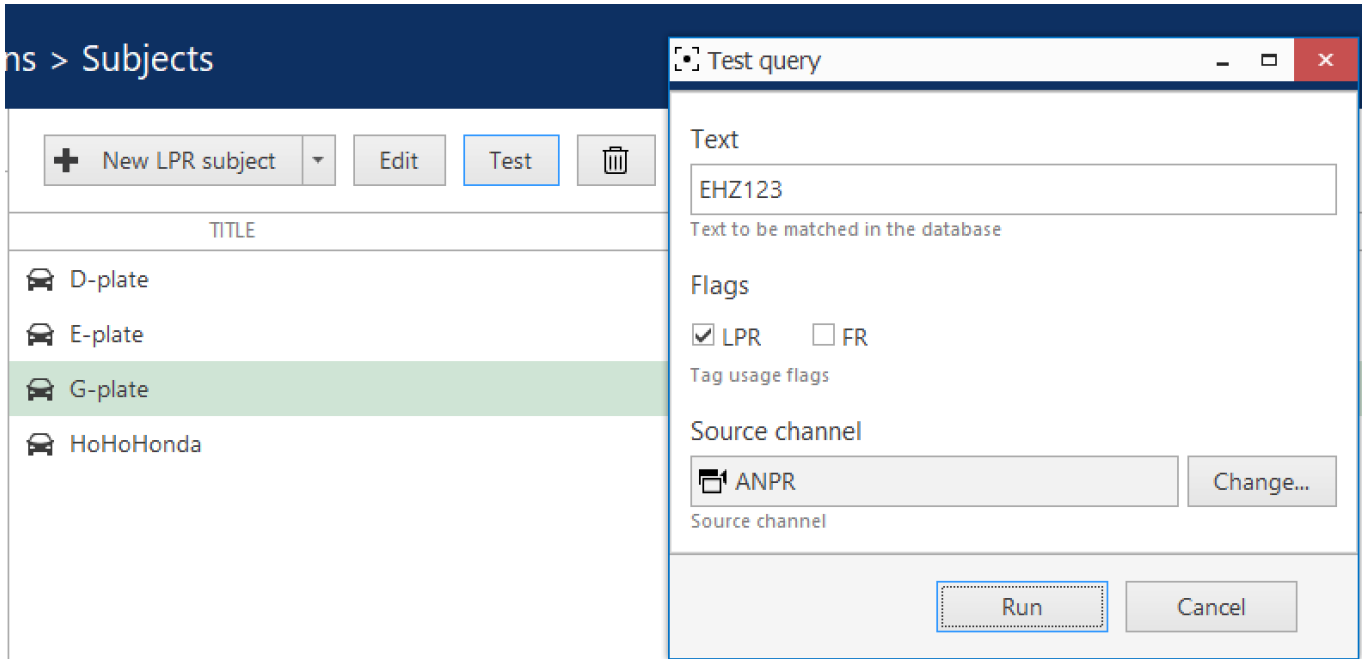 ns > Subjects
New LPR subject Edit Test
TITLE
D-plate
E-plate
G-plate
HoHoHonda
Test query
Text
EHZ123
Text to be matched in the database
Flags
LPR FR
Tag usage flags
Source channel
ANPR Change...
Source channel
Run Cancel